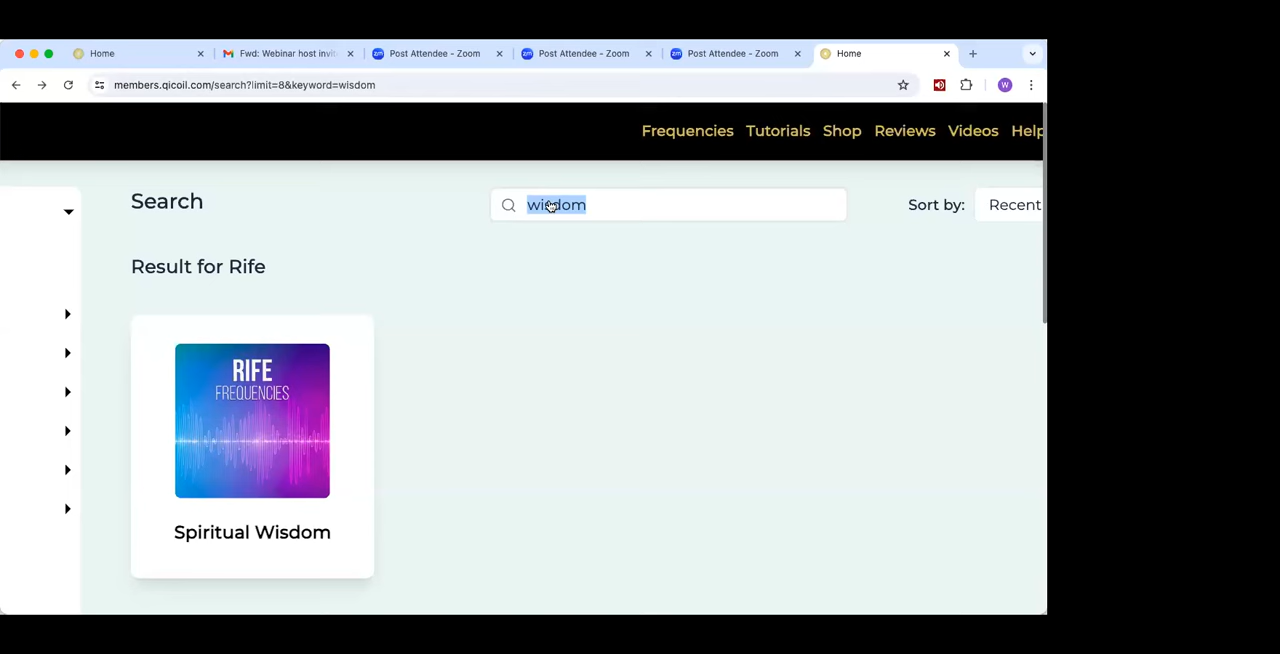 Home
Fwd: Webinar host invit
Post Attendee - Zoom
Post Attendee - Zoom
Post Attendee - Zoom
Home
members.qicoil.com/search?limit=8&keyword=wisdom
W
Frequencies Tutorials Shop Reviews Videos Help
Search
wisdom
Sort by:
Recent
Result for Rife
RIFE
FREQUENCIES
Spiritual Wisdom